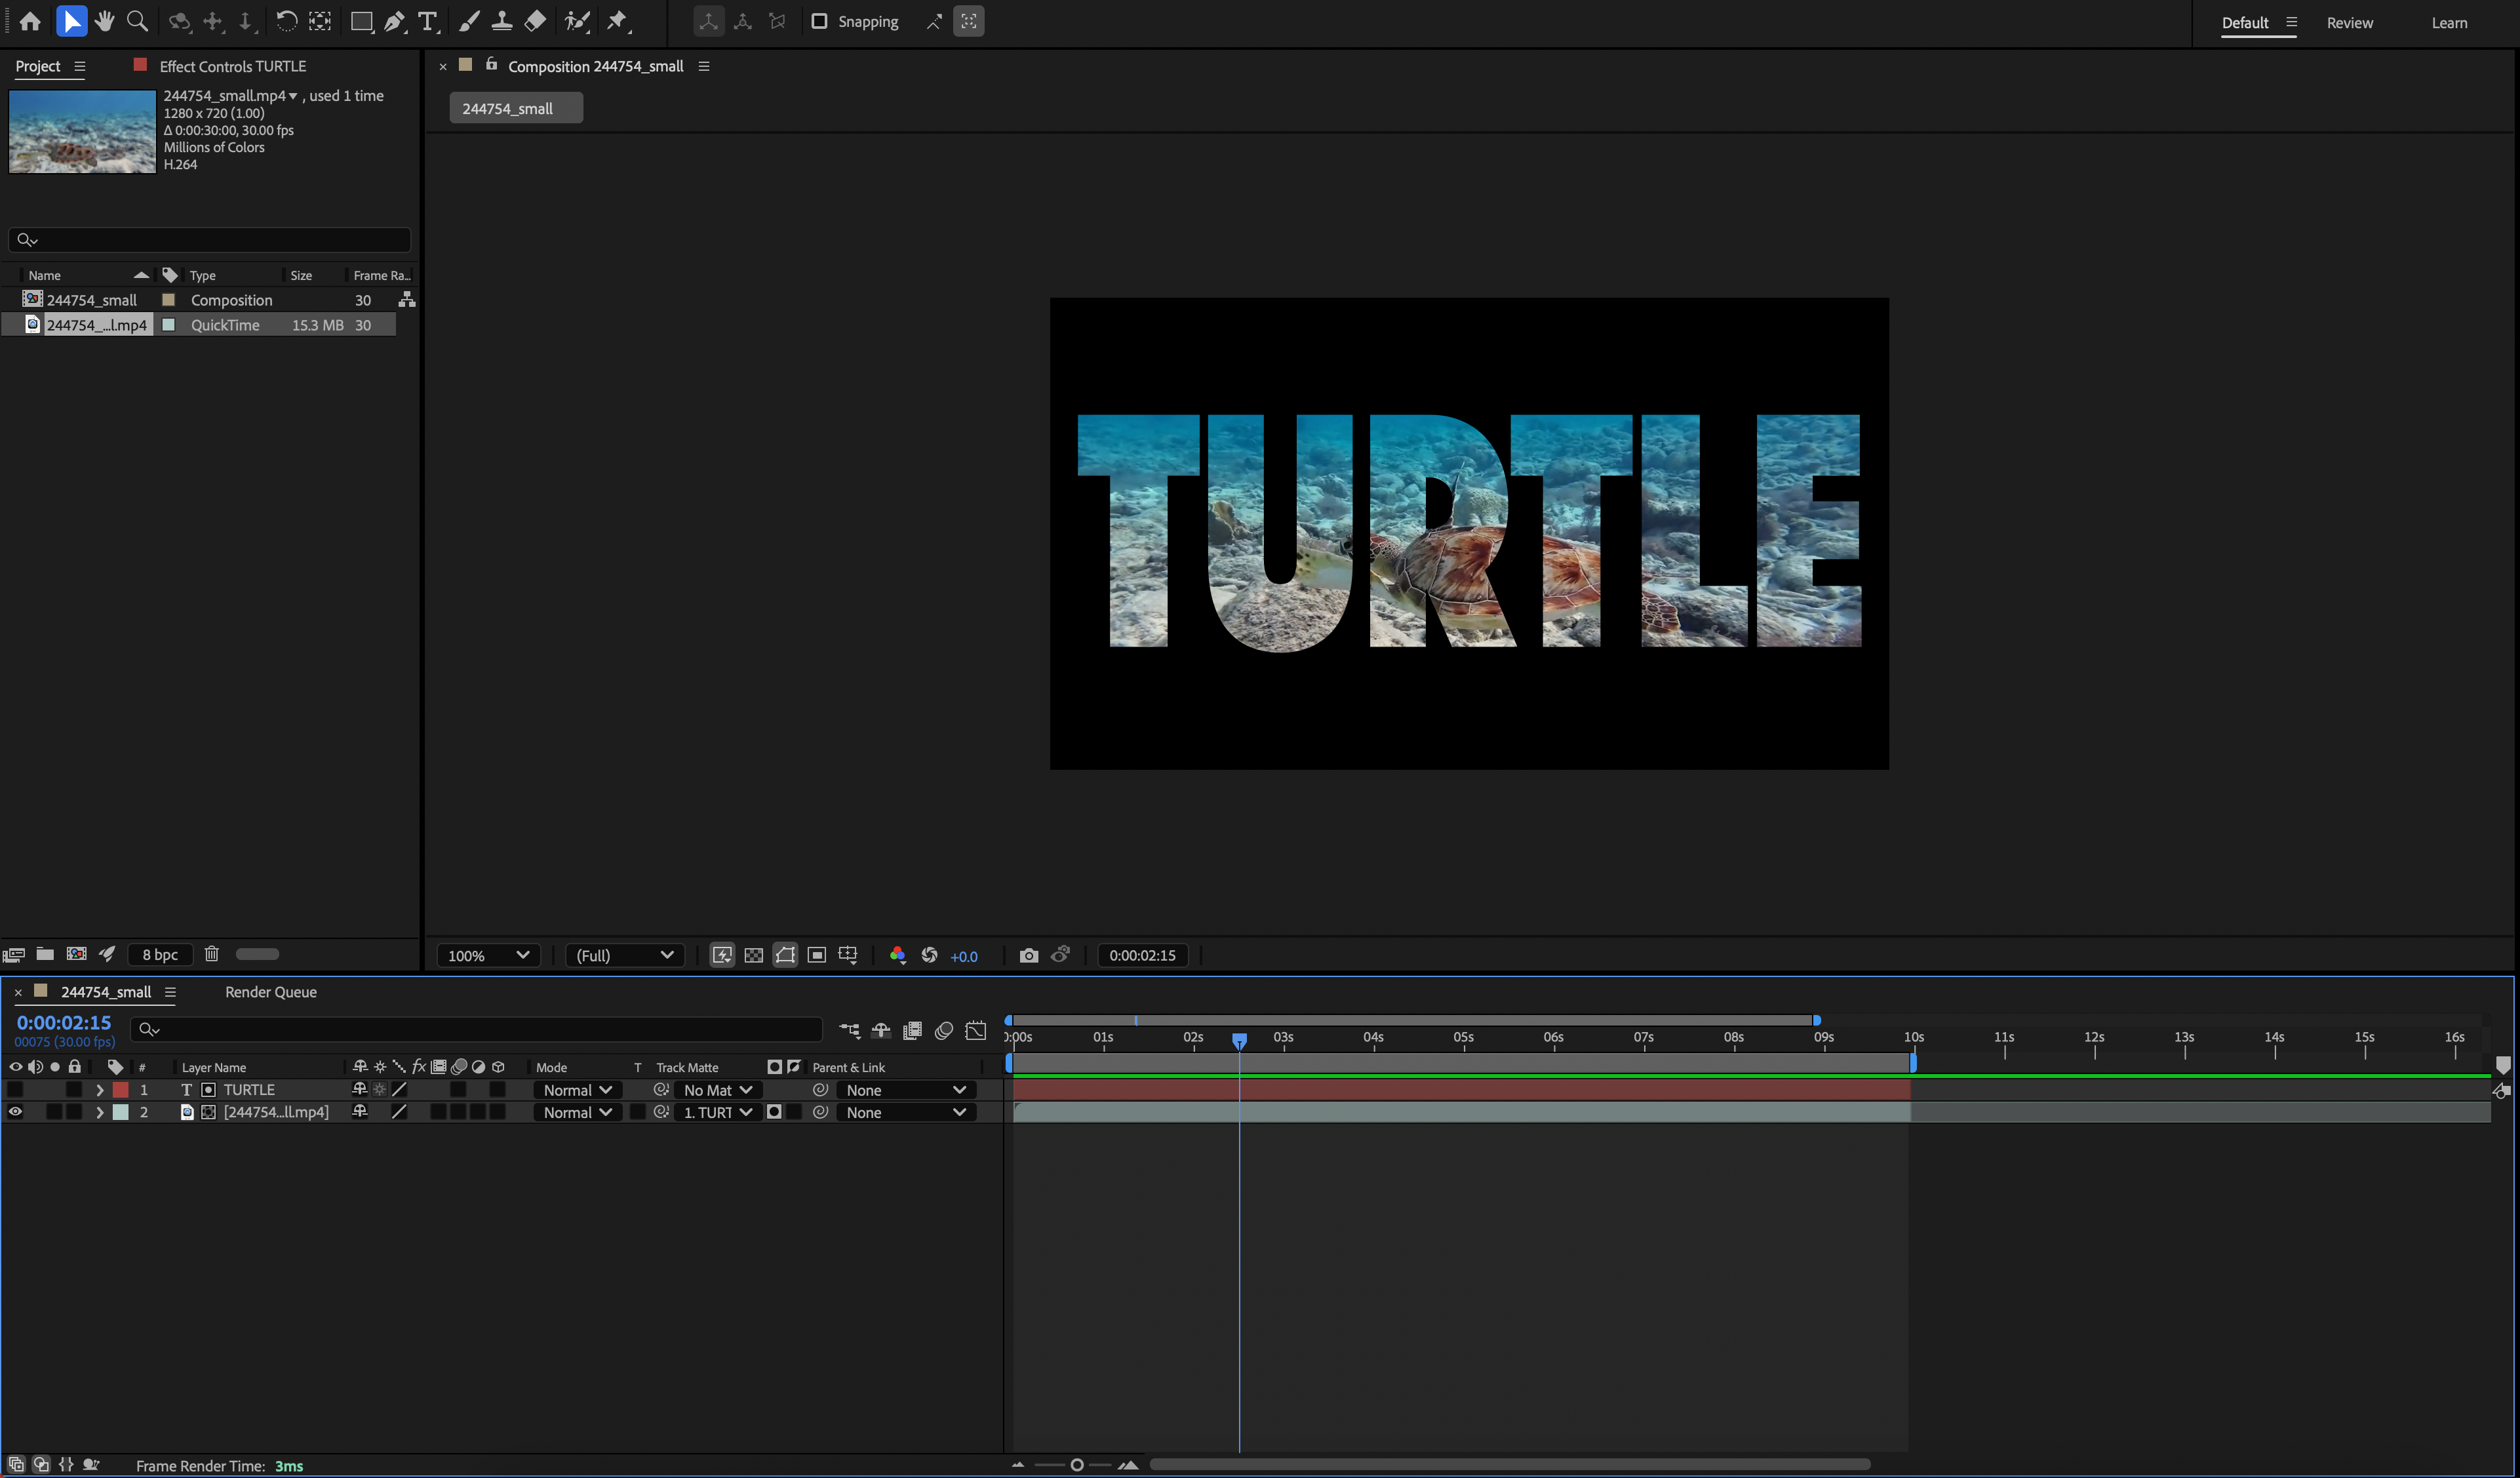 Snapping
Default
Review
Learn
Project
Effect Controls TURTLE
Composition 244754_small
244754_small.mp4 , used 1 time
1280 x 720 (1.00)
Δ 0:00:30:00, 30.00 fps
Millions of Colors
H.264
244754_small
Name Type Size Frame Ra...
244754_small Composition 30
244754_...l.mp4 QuickTime 15.3 MB 30
TURTLE
8 bpc
100% (Full) +0.0 0:00:02:15
244754_small Render Queue
0:00:02:15
00075 (30.00 fps)
0:00s 01s 02s 03s 04s 05s 06s 07s 08s 09s 10s 11s 12s 13s 14s 15s 16s
# Layer Name fx Mode T Track Matte Parent & Link
1 T TURTLE Normal No Mat None
2 [244754...ll.mp4] Normal 1. TURT None
Frame Render Time: 3ms